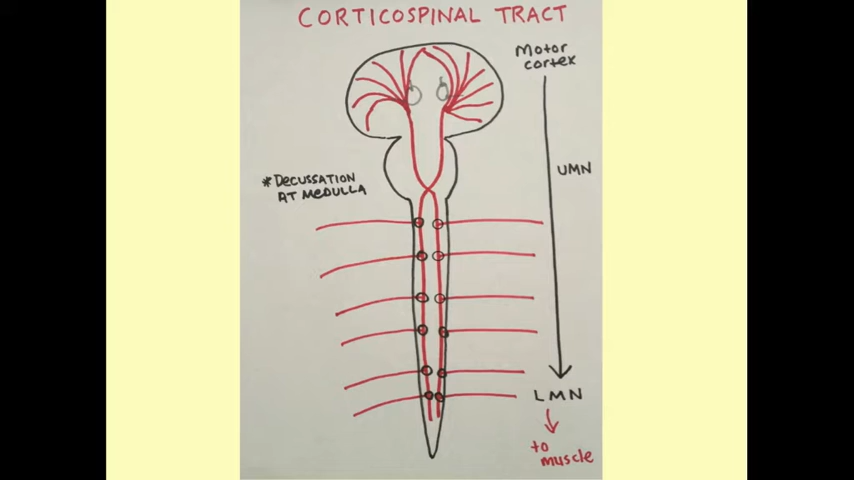 CORTICOSPINAL TRACT
Motor
cortex
UMN
*DECUSSATION
AT MEDULLA
LMN
to
muscle